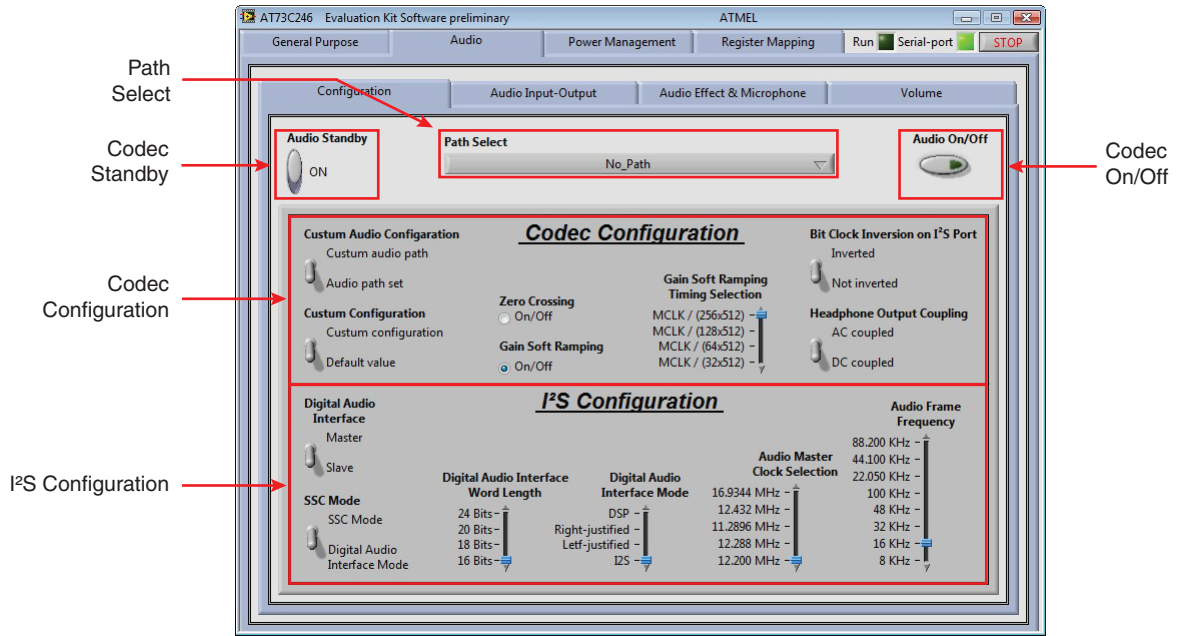 AT73C246 Evaluation Kit Software preliminary ATMEL
General Purpose Audio Power Management Register Mapping Run Serial-port STOP
Configuration Audio Input-Output Audio Effect & Microphone Volume
Path
Select
Codec
Standby
Audio Standby
ON
Path Select
No_Path
Audio On/Off
Codec
On/Off
Codec
Configuration
Codec Configuration
Custum Audio Configaration
Custum audio path
Audio path set
Custum Configuration
Custum configuration
Default value
Zero Crossing
On/Off
Gain Soft Ramping
On/Off
Gain Soft Ramping
Timing Selection
MCLK / (256x512)
MCLK / (128x512)
MCLK / (64x512)
MCLK / (32x512)
Bit Clock Inversion on I²S Port
Inverted
Not inverted
Headphone Output Coupling
AC coupled
DC coupled
I²S Configuration
I²S Configuration
Digital Audio
Interface
Master
Slave
SSC Mode
SSC Mode
Digital Audio
Interface Mode
Digital Audio Interface
Word Length
24 Bits
20 Bits
18 Bits
16 Bits
Digital Audio
Interface Mode
DSP
Right-justified
Letf-justified
I2S
Audio Master
Clock Selection
16.9344 MHz
12.432 MHz
11.2896 MHz
12.288 MHz
12.200 MHz
Audio Frame
Frequency
88.200 KHz
44.100 KHz
22.050 KHz
100 KHz
48 KHz
32 KHz
16 KHz
8 KHz